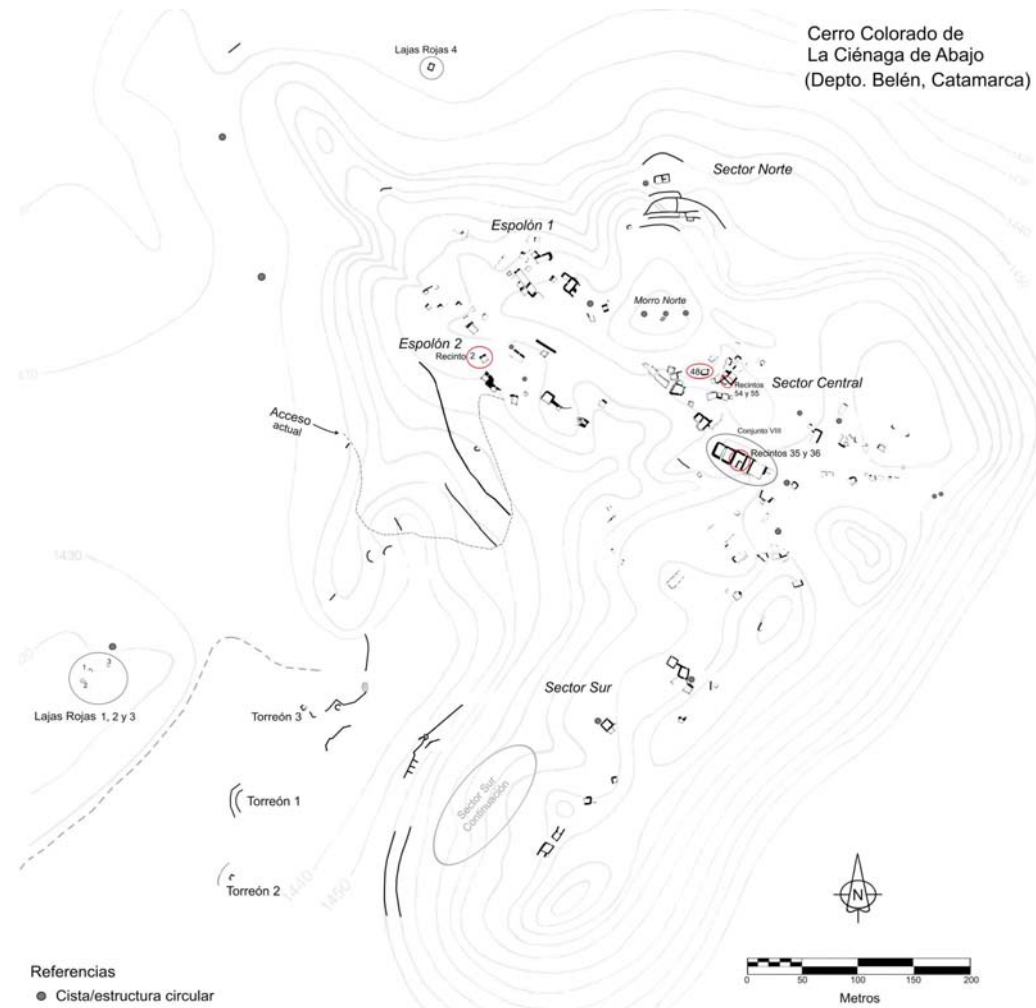 Cerro Colorado de
La Ciénaga de Abajo
(Depto. Belén, Catamarca)
Lajas Rojas 4
Sector Norte
Espolón 1
Morro Norte
Espolón 2
Recinto 2
48
Recintos
54 y 55
Sector Central
Acceso
actual
Conjunto VIII
Recintos 35 y 36
1430
1
3
2
Lajas Rojas 1, 2 y 3
Sector Sur
Torreón 3
Torreón 1
Sector Sur
Continuación
Torreón 2
1440
1450
N
Referencias
Cista/estructura circular
0 50 100 150 200
Metros